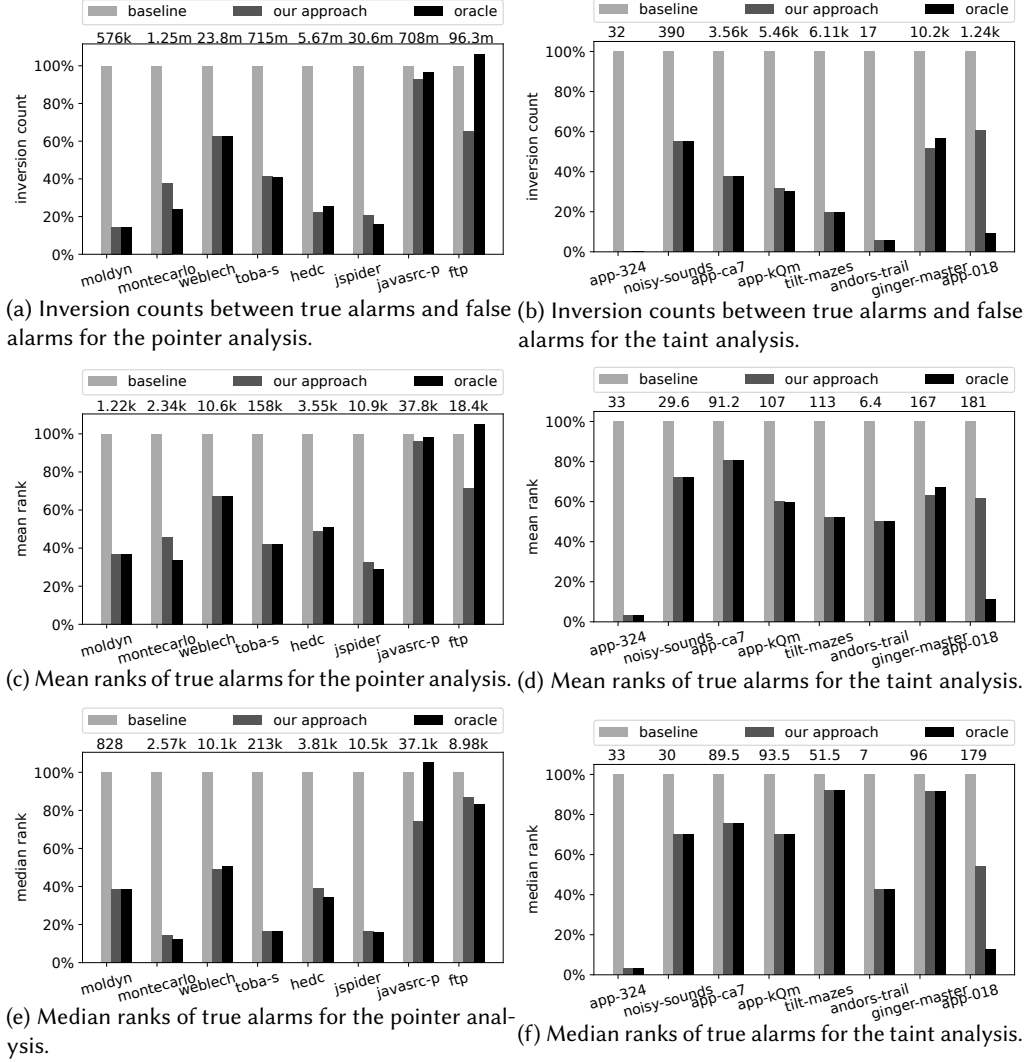 baseline our approach oracle
576k 1.25m 23.8m 715m 5.67m 30.6m 708m 96.3m
100%
80%
60%
40%
20%
0%
inversion count
moldyn montecarlo weblech toba-s hedc jspider javasrc-p ftp
(a) Inversion counts between true alarms and false
alarms for the pointer analysis.
baseline our approach oracle
32 390 3.56k 5.46k 6.11k 17 10.2k 1.24k
100%
80%
60%
40%
20%
0%
inversion count
app-324 noisy-sounds app-ca7 app-kQm tilt-mazes andors-trail ginger-master app-018
(b) Inversion counts between true alarms and false
alarms for the taint analysis.
baseline our approach oracle
1.22k 2.34k 10.6k 158k 3.55k 10.9k 37.8k 18.4k
100%
80%
60%
40%
20%
0%
mean rank
moldyn montecarlo weblech toba-s hedc jspider javasrc-p ftp
(c) Mean ranks of true alarms for the pointer analysis.
baseline our approach oracle
33 29.6 91.2 107 113 6.4 167 181
100%
80%
60%
40%
20%
0%
mean rank
app-324 noisy-sounds app-ca7 app-kQm tilt-mazes andors-trail ginger-master app-018
(d) Mean ranks of true alarms for the taint analysis.
baseline our approach oracle
828 2.57k 10.1k 213k 3.81k 10.5k 37.1k 8.98k
100%
80%
60%
40%
20%
0%
median rank
moldyn montecarlo weblech toba-s hedc jspider javasrc-p ftp
(e) Median ranks of true alarms for the pointer anal-
ysis.
baseline our approach oracle
33 30 89.5 93.5 51.5 7 96 179
100%
80%
60%
40%
20%
0%
median rank
app-324 noisy-sounds app-ca7 app-kQm tilt-mazes andors-trail ginger-master app-018
(f) Median ranks of true alarms for the taint analysis.